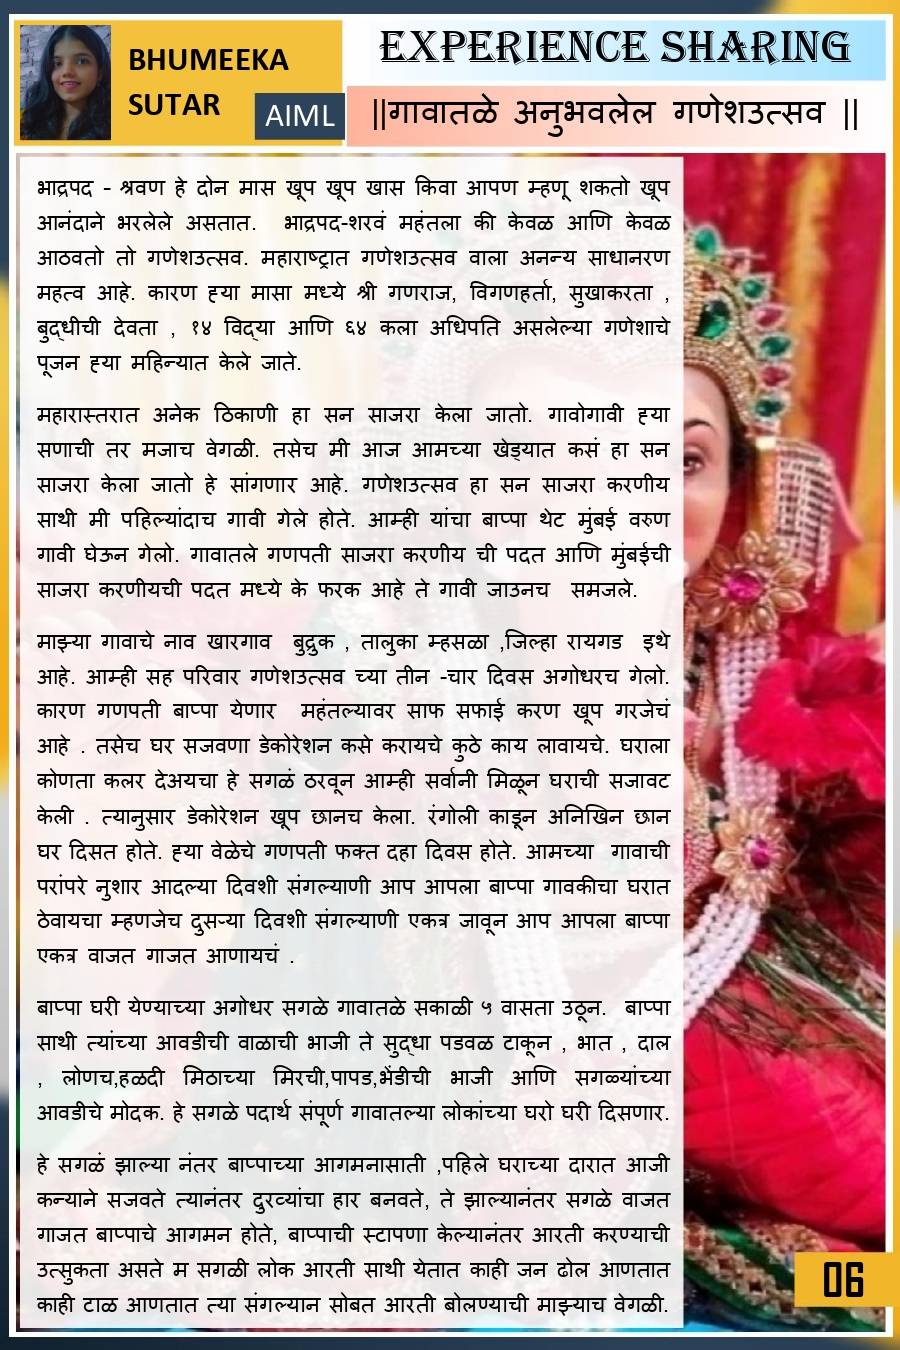 BHUMEEKA
SUTAR
AIML
EXPERIENCE SHARING
||गावातळे अनुभवलेल गणेशउत्सव ||
भाद्रपद - श्रवण हे दोन मास खूप खूप खास किवा आपण म्हणू शकतो खूप
आनंदाने भरलेले असतात. भाद्रपद-शरवं महंतला की केवळ आणि केवळ
आठवतो तो गणेशउत्सव. महाराष्ट्रात गणेशउत्सव वाला अनन्य साधानरण
महत्व आहे. कारण ह्या मासा मध्ये श्री गणराज, विगणहर्ता, सुखाकरता ,
बुद्धीची देवता , १४ विद्या आणि ६४ कला अधिपति असलेल्या गणेशाचे
पूजन ह्या महिन्यात केले जाते.
महारास्तरात अनेक ठिकाणी हा सन साजरा केला जातो. गावोगावी ह्या
सणाची तर मजाच वेगळी. तसेच मी आज आमच्या खेड्यात कसं हा सन
साजरा केला जातो हे सांगणार आहे. गणेशउत्सव हा सन साजरा करणीय
साथी मी पहिल्यांदाच गावी गेले होते. आम्ही यांचा बाप्पा थेट मुंबई वरुण
गावी घेऊन गेलो. गावातले गणपती साजरा करणीय ची पदत आणि मुंबईची
साजरा करणीयची पदत मध्ये के फरक आहे ते गावी जाउनच समजले.
माझ्या गावाचे नाव खारगाव बुद्रुक , तालुका म्हसळा ,जिल्हा रायगड इथे
आहे. आम्ही सह परिवार गणेशउत्सव च्या तीन -चार दिवस अगोधरच गेलो.
कारण गणपती बाप्पा येणार महंतल्यावर साफ सफाई करण खूप गरजेचं
आहे . तसेच घर सजवणा डेकोरेशन कसे करायचे कुठे काय लावायचे. घराला
कोणता कलर देअयचा हे सगळं ठरवून आम्ही सर्वानी मिळून घराची सजावट
केली . त्यानुसार डेकोरेशन खूप छानच केला. रंगोली काडून अनिखिन छान
घर दिसत होते. ह्या वेळेचे गणपती फक्त दहा दिवस होते. आमच्या गावाची
परांपरे नुशार आदल्या दिवशी संगल्याणी आप आपला बाप्पा गावकीचा घरात
ठेवायचा म्हणजेच दुसऱ्या दिवशी संगल्याणी एकत्र जावून आप आपला बाप्पा
एकत्र वाजत गाजत आणायचं .
बाप्पा घरी येण्याच्या अगोधर सगळे गावातळे सकाळी ५ वासता उठून. बाप्पा
साथी त्यांच्या आवडीची वाळाची भाजी ते सुद्धा पडवळ टाकून , भात , दाल
, लोणच,हळदी मिठाच्या मिरची,पापड,भेंडीची भाजी आणि सगळ्यांच्या
आवडीचे मोदक. हे सगळे पदार्थ संपूर्ण गावातल्या लोकांच्या घरो घरी दिसणार.
हे सगळं झाल्या नंतर बाप्पाच्या आगमनासाती ,पहिले घराच्या दारात आजी
कन्याने सजवते त्यानंतर दुरव्यांचा हार बनवते, ते झाल्यानंतर सगळे वाजत
गाजत बाप्पाचे आगमन होते, बाप्पाची स्टापणा केल्यानंतर आरती करण्याची
उत्सुकता असते म सगळी लोक आरती साथी येतात काही जन ढोल आणतात
काही टाळ आणतात त्या संगल्यान सोबत आरती बोलण्याची माझ्याच वेगळी.
06